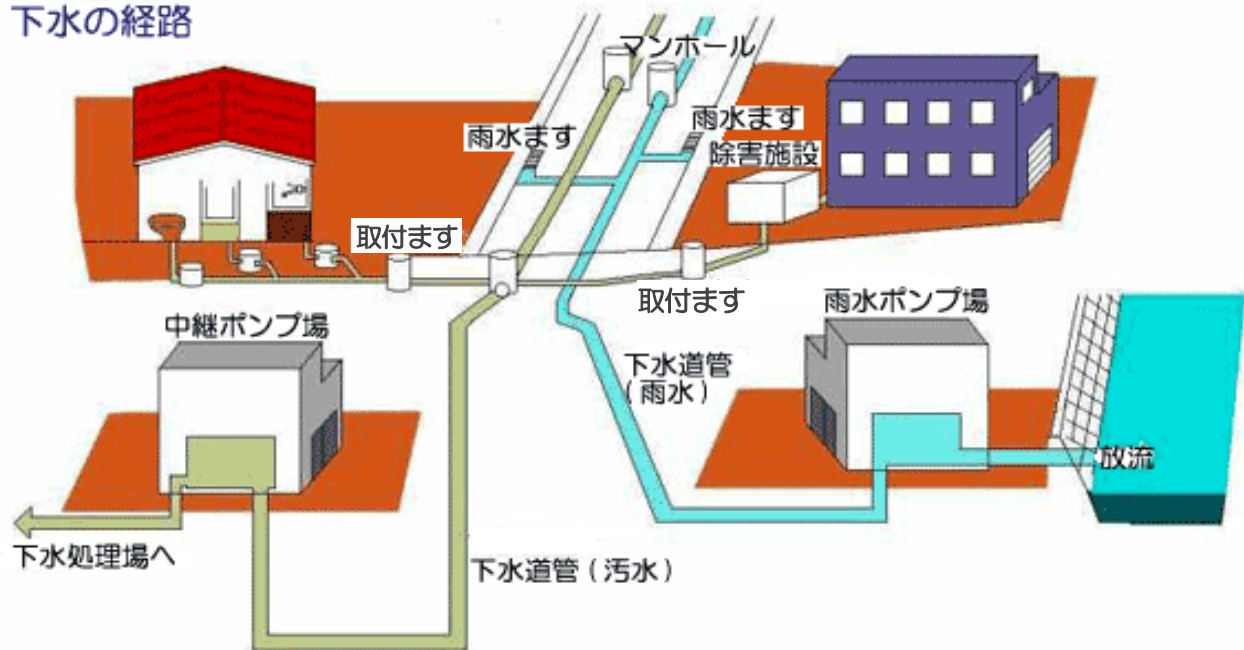 下水の経路
マンホール
雨水ます
雨水ます
除害施設
取付ます
取付ます
中継ポンプ場
雨水ポンプ場
下水道管
(雨水)
放流
下水処理場へ
下水道管(汚水)